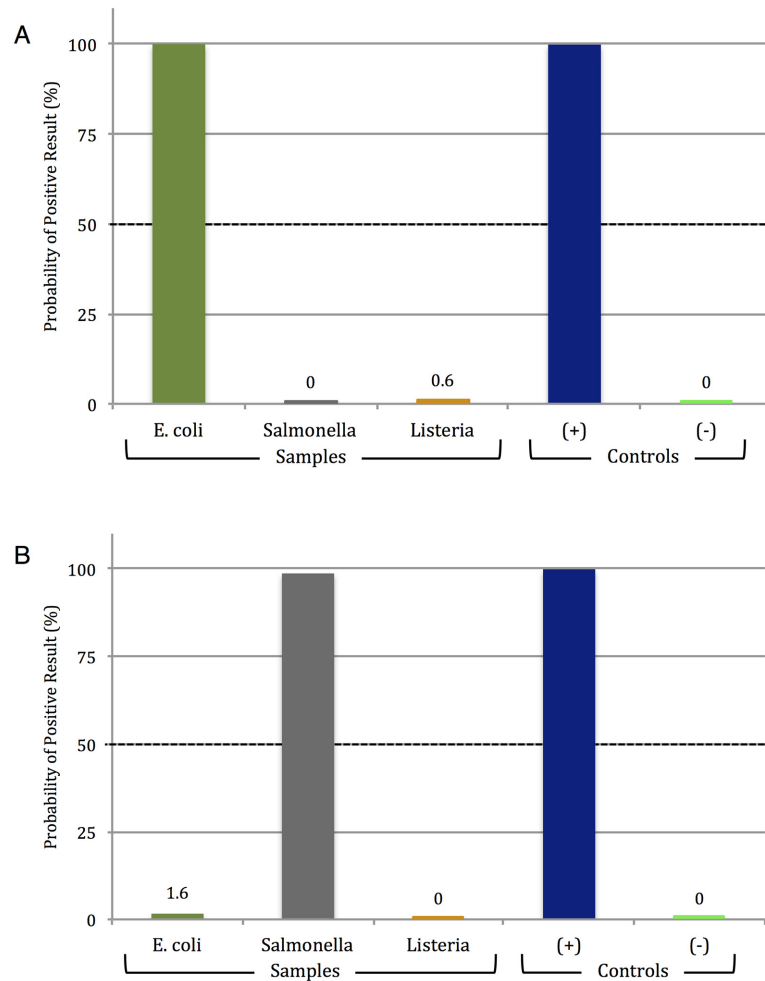 A
Probability of Positive Result (%)
100
75
50
25
0
0
0.6
0
E. coli
Salmonella
Listeria
(+)
(-)
Samples
Controls
B
Probability of Positive Result (%)
100
75
50
25
0
1.6
0
0
E. coli
Salmonella
Listeria
(+)
(-)
Samples
Controls